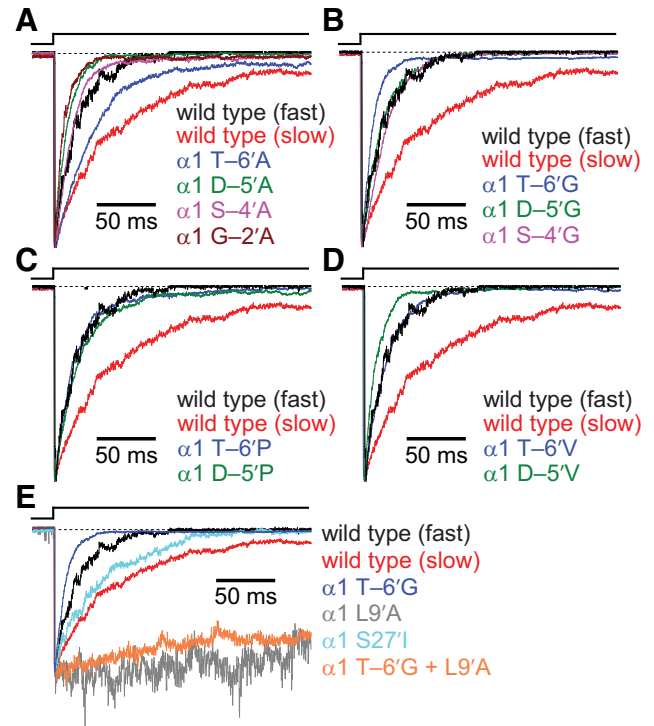 A
wild type (fast)
wild type (slow)
α1 T–6′A
α1 D–5′A
α1 S–4′A
α1 G–2′A
50 ms
B
wild type (fast)
wild type (slow)
α1 T–6′G
α1 D–5′G
α1 S–4′G
50 ms
C
wild type (fast)
wild type (slow)
α1 T–6′P
α1 D–5′P
50 ms
D
wild type (fast)
wild type (slow)
α1 T–6′V
α1 D–5′V
50 ms
E
wild type (fast)
wild type (slow)
α1 T–6′G
α1 L9′A
α1 S27′I
α1 T–6′G + L9′A
50 ms